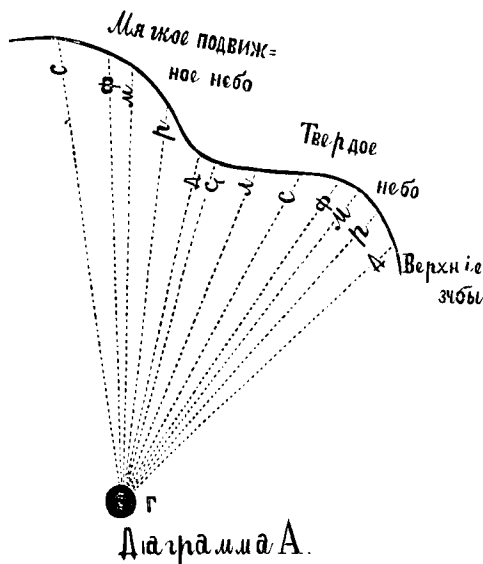 Мягкое подвиж=
ное небо
Твердое
небо
Верхніе
зубы
с
ф
м
р
д
с,
л
с
ф
м
р
д
г
Діаграмма А.